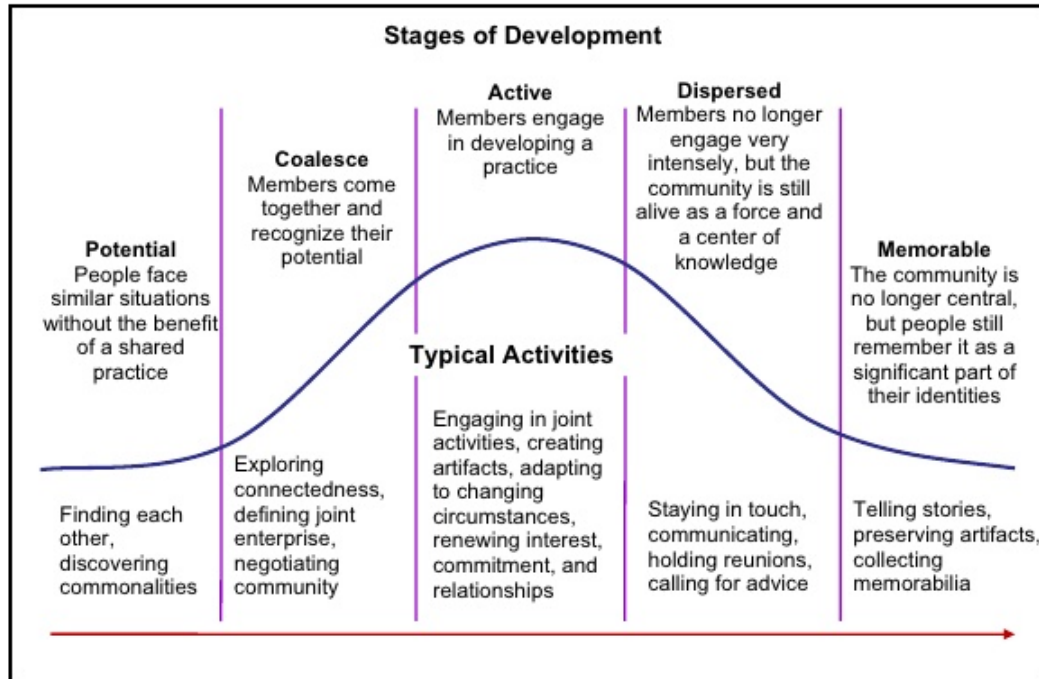 Stages of Development
Potential
People face
similar situations
without the benefit
of a shared
practice
Coalesce
Members come
together and
recognize their
potential
Active
Members engage
in developing a
practice
Dispersed
Members no longer
engage very
intensely, but the
community is still
alive as a force and
a center of
knowledge
Memorable
The community is
no longer central,
but people still
remember it as a
significant part of
their identities
Typical Activities
Finding each
other,
discovering
commonalities
Exploring
connectedness,
defining joint
enterprise,
negotiating
community
Engaging in joint
activities, creating
artifacts, adapting
to changing
circumstances,
renewing interest,
commitment, and
relationships
Staying in touch,
communicating,
holding reunions,
calling for advice
Telling stories,
preserving artifacts,
collecting
memorabilia